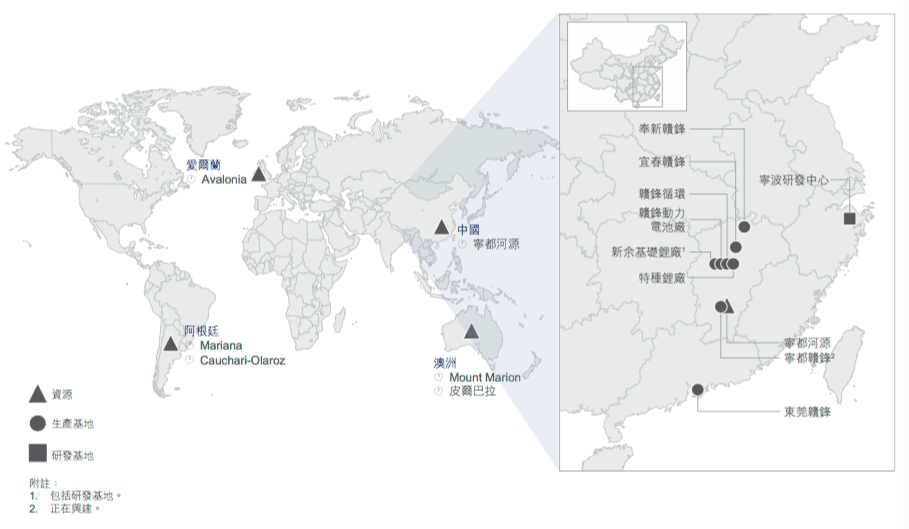 愛爾蘭
Avalonia
中國
寧都河源
阿根廷
Mariana
Cauchari-Olaroz
澳洲
Mount Marion
皮爾巴拉
資源
生產基地
研發基地
附註：
1. 包括研發基地。
2. 正在興建。
奉新贛鋒
宜春贛鋒
贛鋒循環
贛鋒動力
電池廠
新余基礎鋰廠¹
特種鋰廠
寧波研發中心
寧都河源
寧都贛鋒²
東莞贛鋒